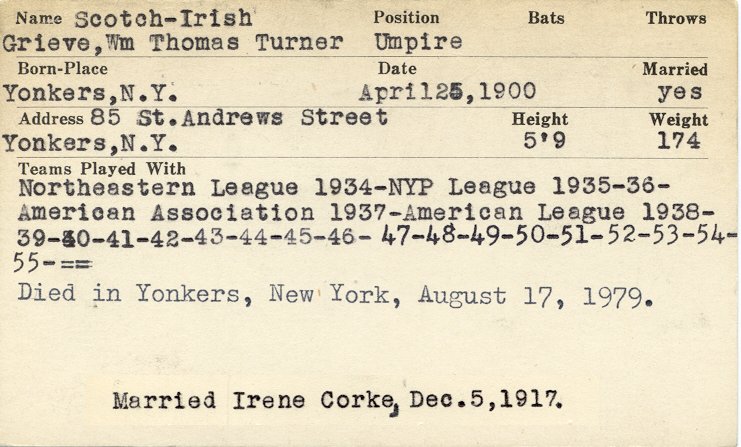 Name Scotch-Irish Position Bats Throws
Grieve,Wm Thomas Turner Umpire
Born-Place Date Married
Yonkers,N.Y. April25,1900 yes
Address 85 St.Andrews Street Height Weight
Yonkers,N.Y. 5'9 174
Teams Played With
Northeastern League 1934-NYP League 1935-36-
American Association 1937-American League 1938-
39-40-41-42-43-44-45-46-47-48-49-50-51-52-53-54-
55-==
Died in Yonkers, New York, August 17, 1979.
Married Irene Corke, Dec.5,1917.